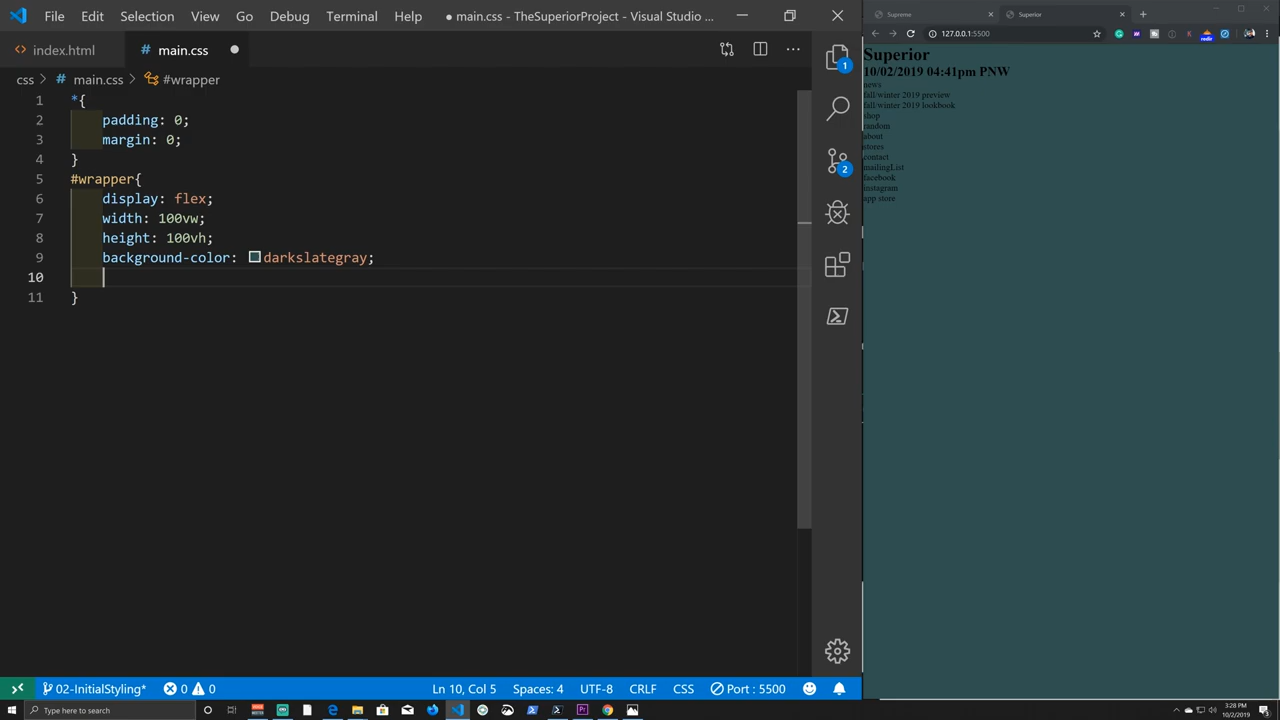 File Edit Selection View Go Debug Terminal Help ● main.css - TheSuperiorProject - Visual Studio ...
index.html main.css
css > # main.css > #wrapper
1 *{
2 padding: 0;
3 margin: 0;
4 }
5 #wrapper{
6 display: flex;
7 width: 100vw;
8 height: 100vh;
9 background-color: darkslategray;
10
11 }
1
2
02-InitialStyling* 0 0 Ln 10, Col 5 Spaces: 4 UTF-8 CRLF CSS Port : 5500
Supreme Superior
127.0.0.1:5500
Superior
10/02/2019 04:41pm PNW
news
fall/winter 2019 preview
fall/winter 2019 lookbook
shop
random
about
stores
contact
mailingList
facebook
instagram
app store
Type here to search
3:28 PM
10/2/2019